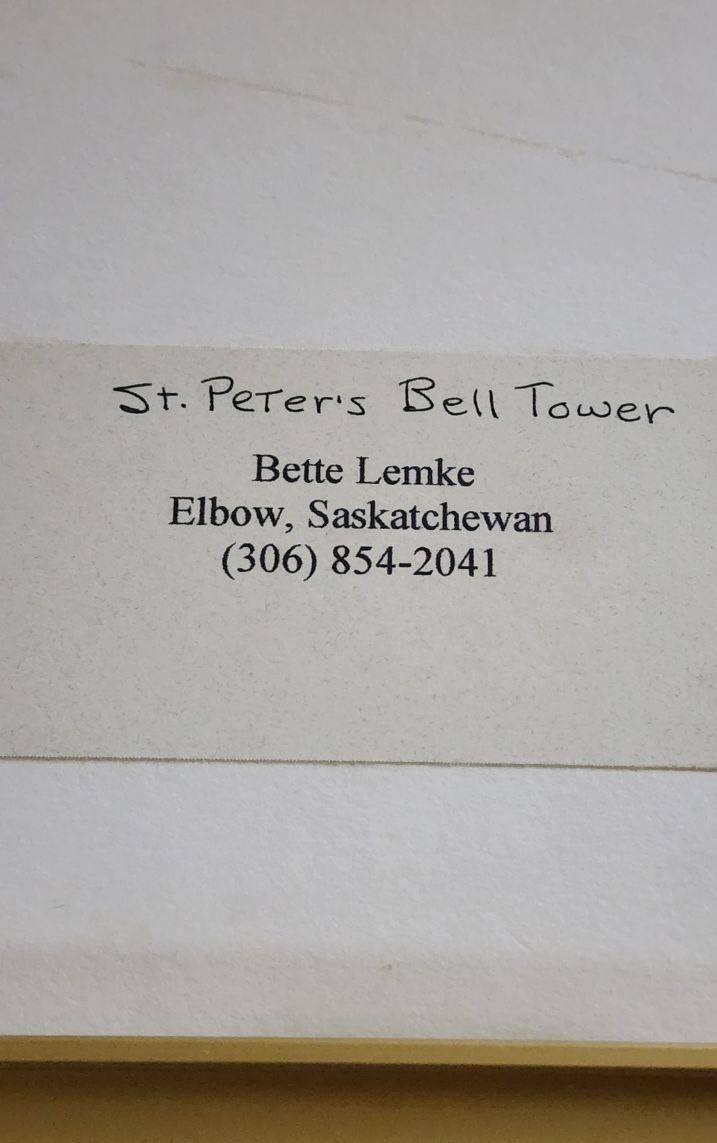 St. Peter's Bell Tower
Bette Lemke
Elbow, Saskatchewan
(306) 854-2041